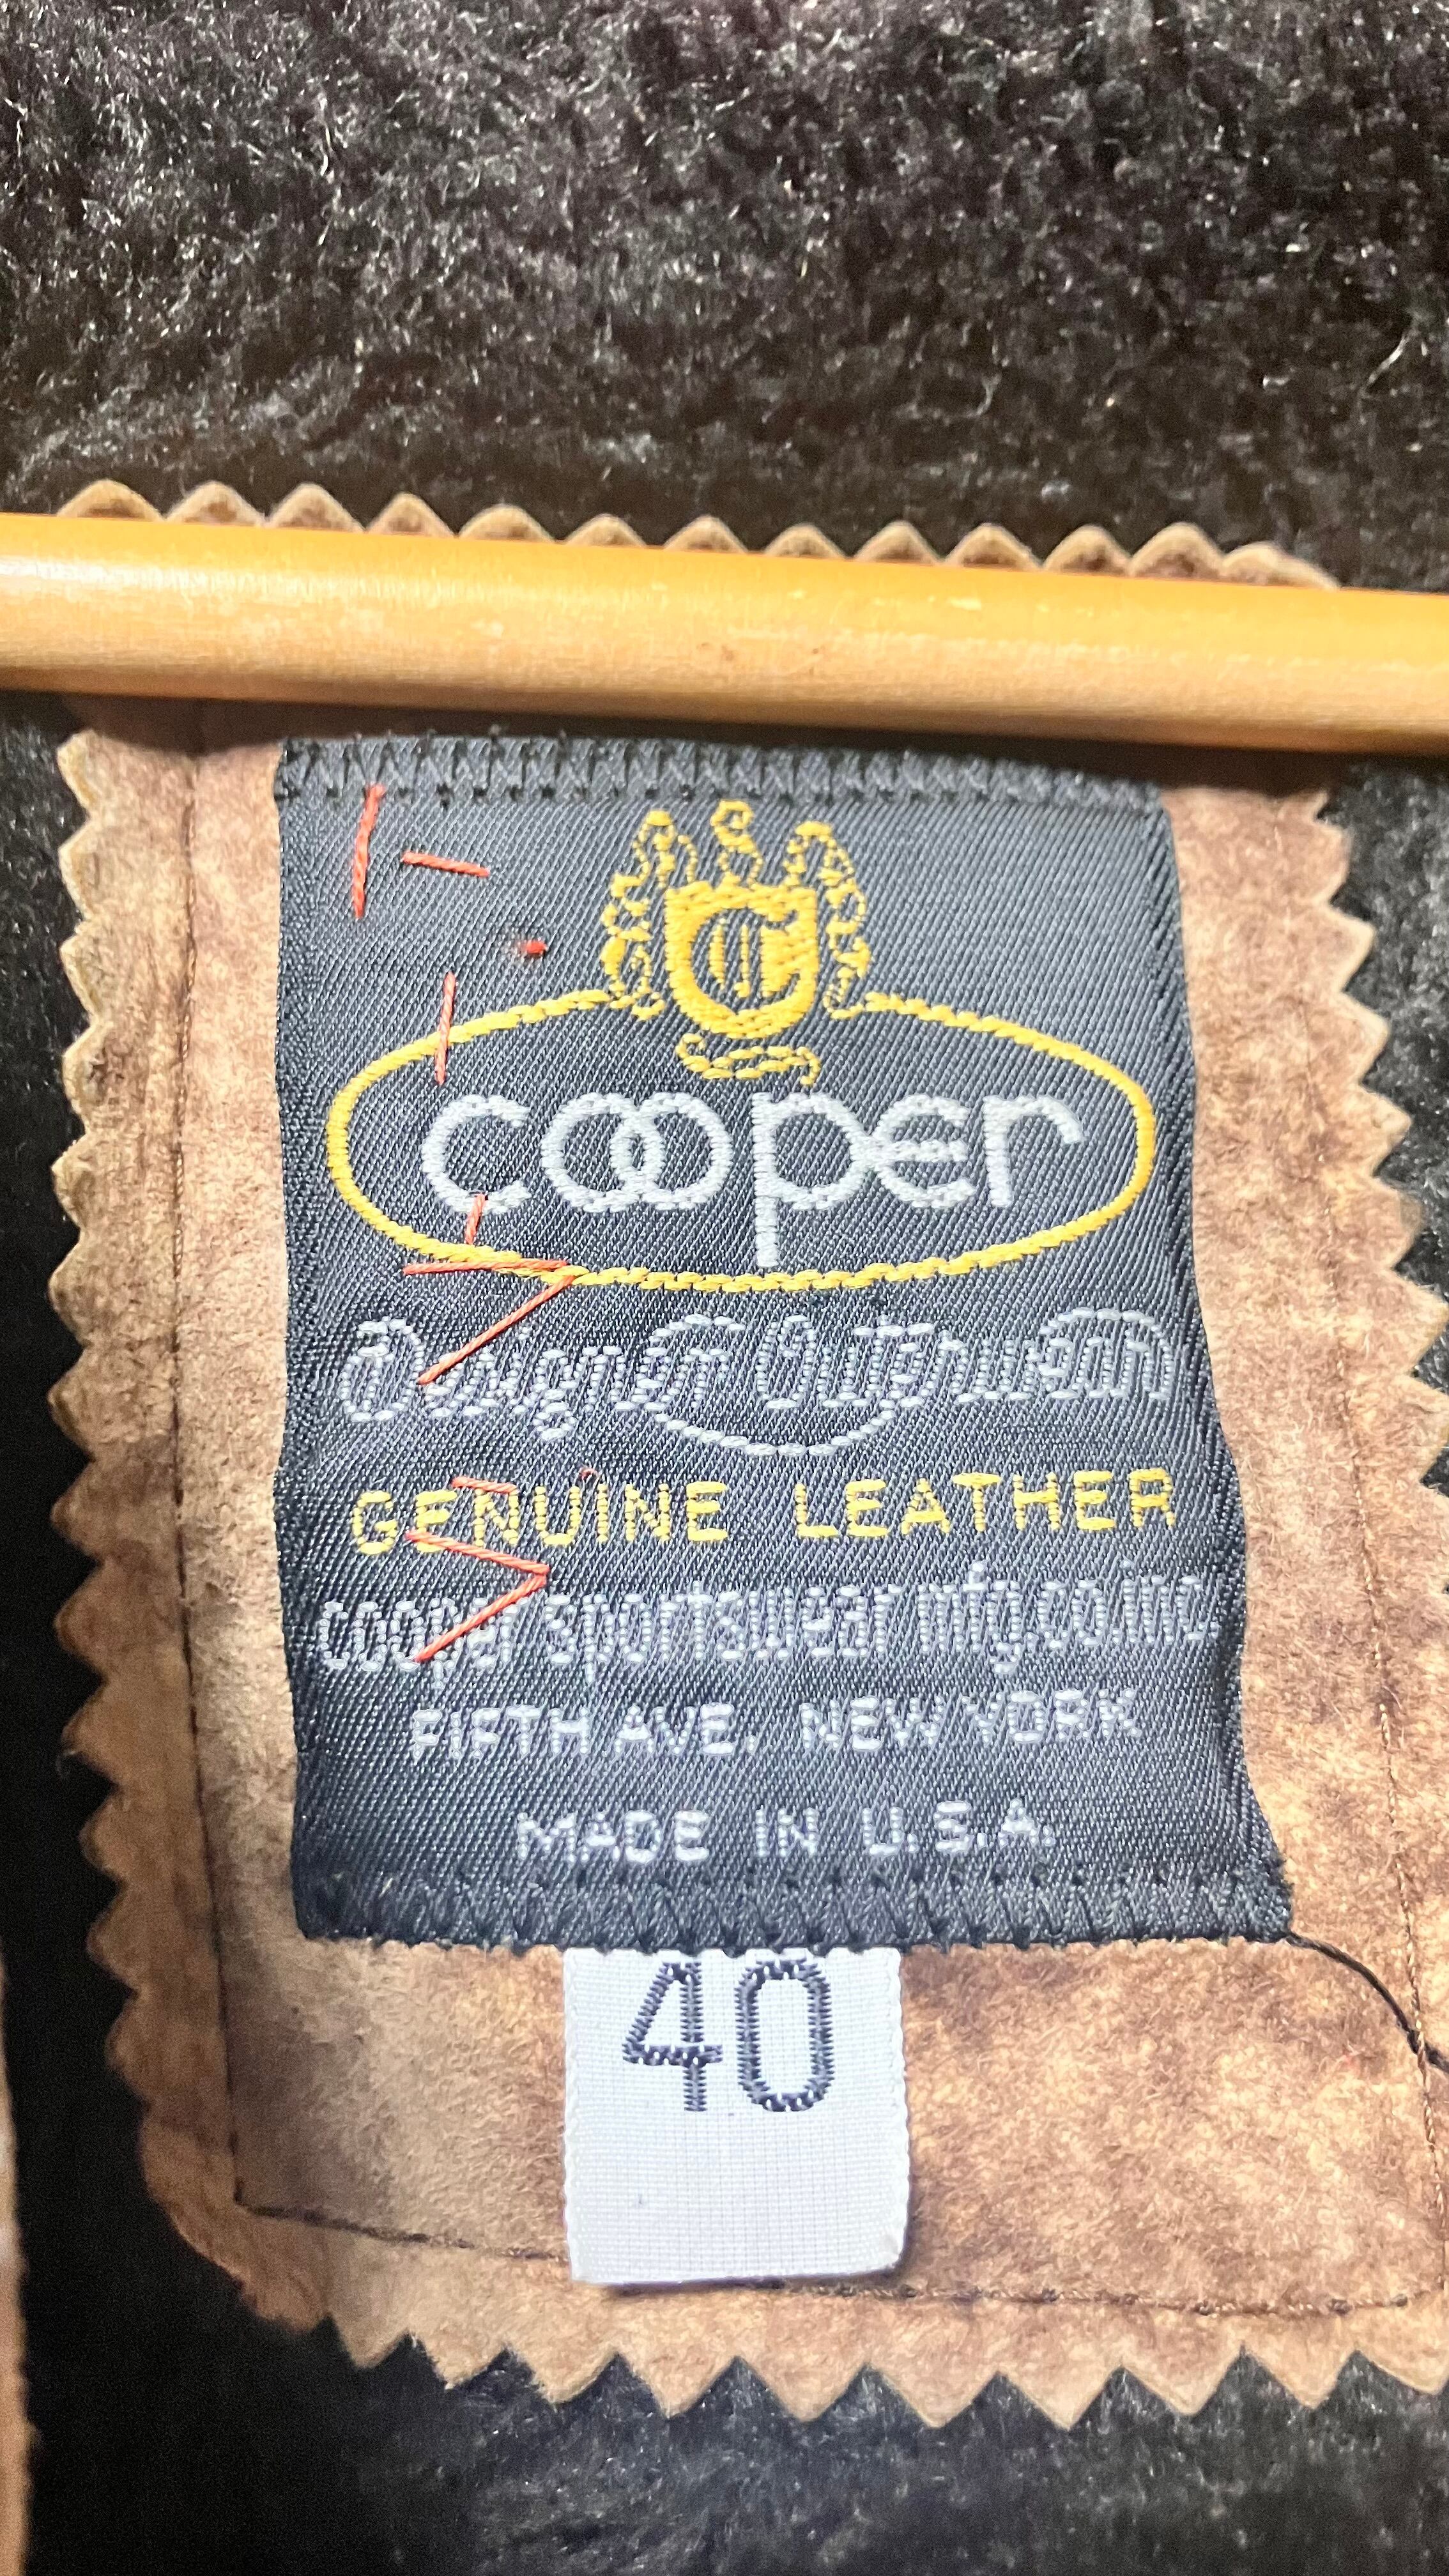 C
cooper
Designer Outerwear
GENUINE LEATHER
cooper sportswear mfg.co.inc.
FIFTH AVE, NEW YORK
MADE IN U.S.A.
40